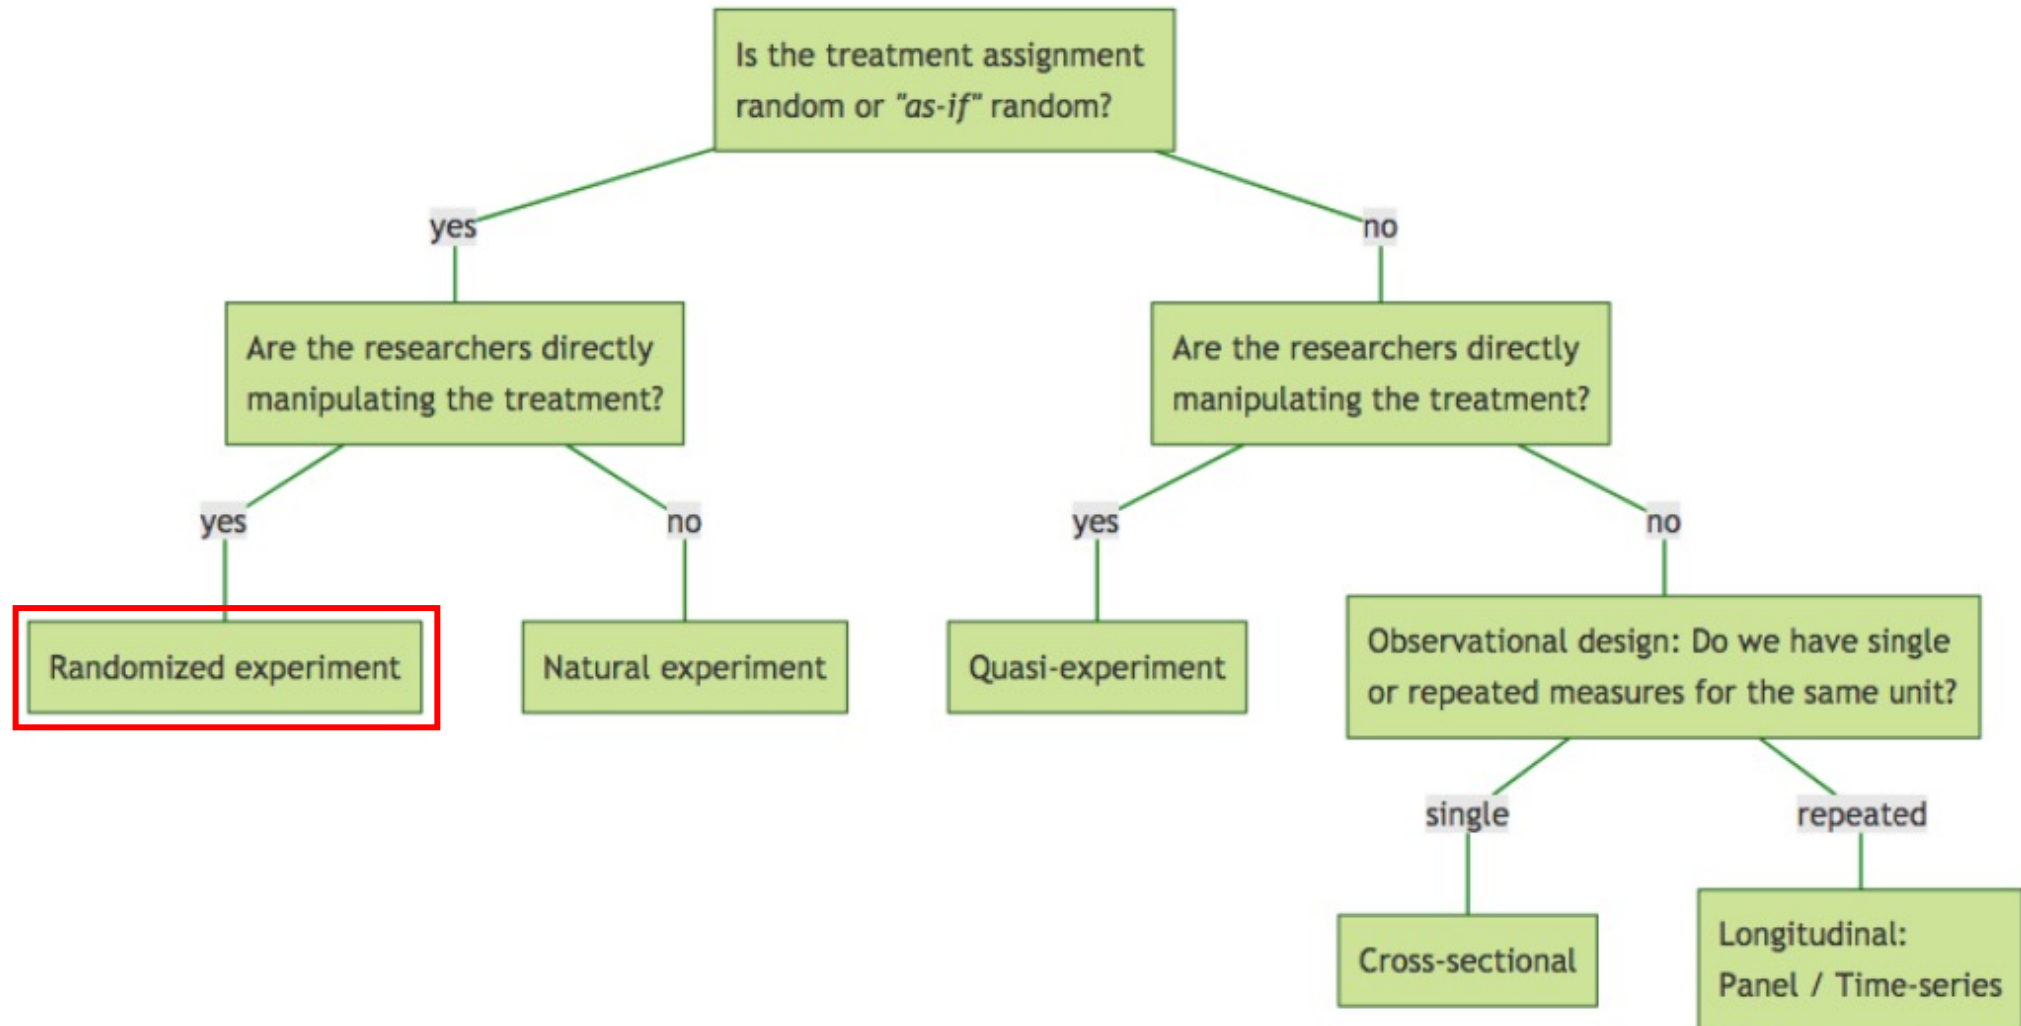 Is the treatment assignment
random or "as-if" random?
yes
no
Are the researchers directly
manipulating the treatment?
Are the researchers directly
manipulating the treatment?
yes
no
yes
no
Randomized experiment
Natural experiment
Quasi-experiment
Observational design: Do we have single
or repeated measures for the same unit?
single
repeated
Cross-sectional
Longitudinal:
Panel / Time-series